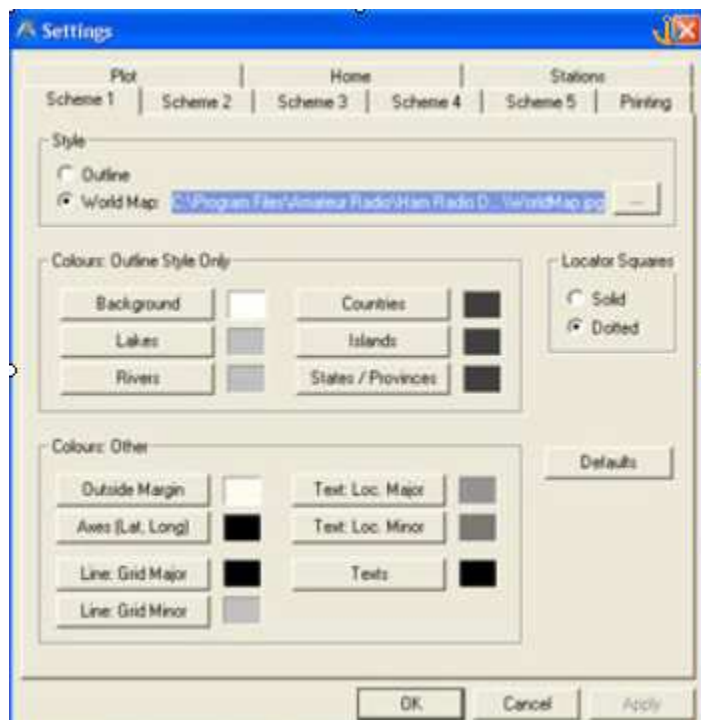 Settings
Plot Home Stations
Scheme 1 Scheme 2 Scheme 3 Scheme 4 Scheme 5 Printing
Style
Outline
World Map: C:\Program Files\Amateur Radio\Ham Radio D...\WorldMap.jpg ...
Colours: Outline Style Only
Background Countries
Lakes Islands
Rivers States / Provinces
Locator Squares
Solid
Dotted
Colours: Other
Defaults
Outside Margin Text: Loc. Major
Axes (Lat, Long) Text: Loc. Minor
Line: Grid Major Texts
Line: Grid Minor
OK Cancel Apply